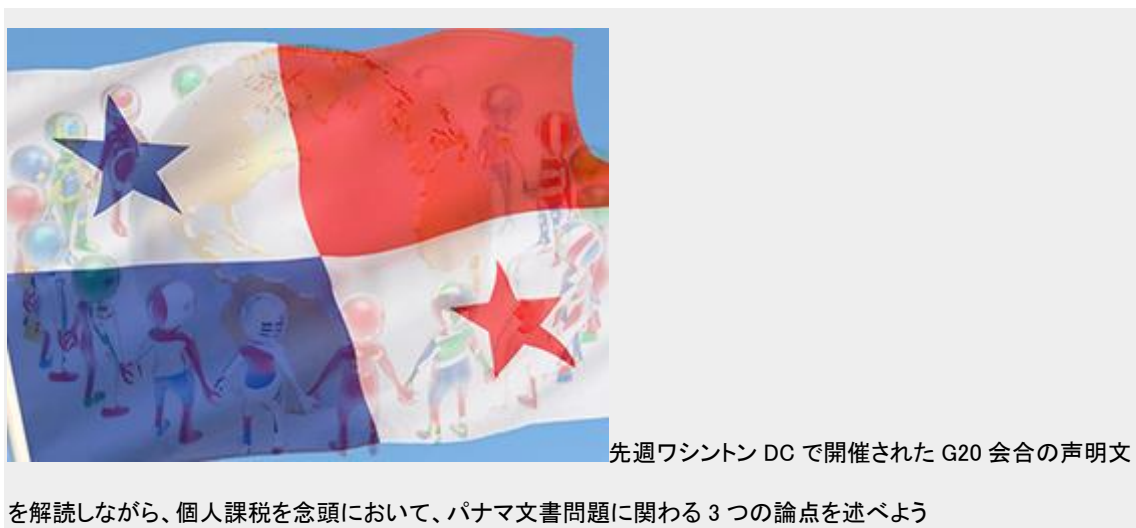 先週ワシントン DC で開催された G20 会合の声明文
を解読しながら、個人課税を念頭において、パナマ文書問題に関わる 3 つの論点を述べよう